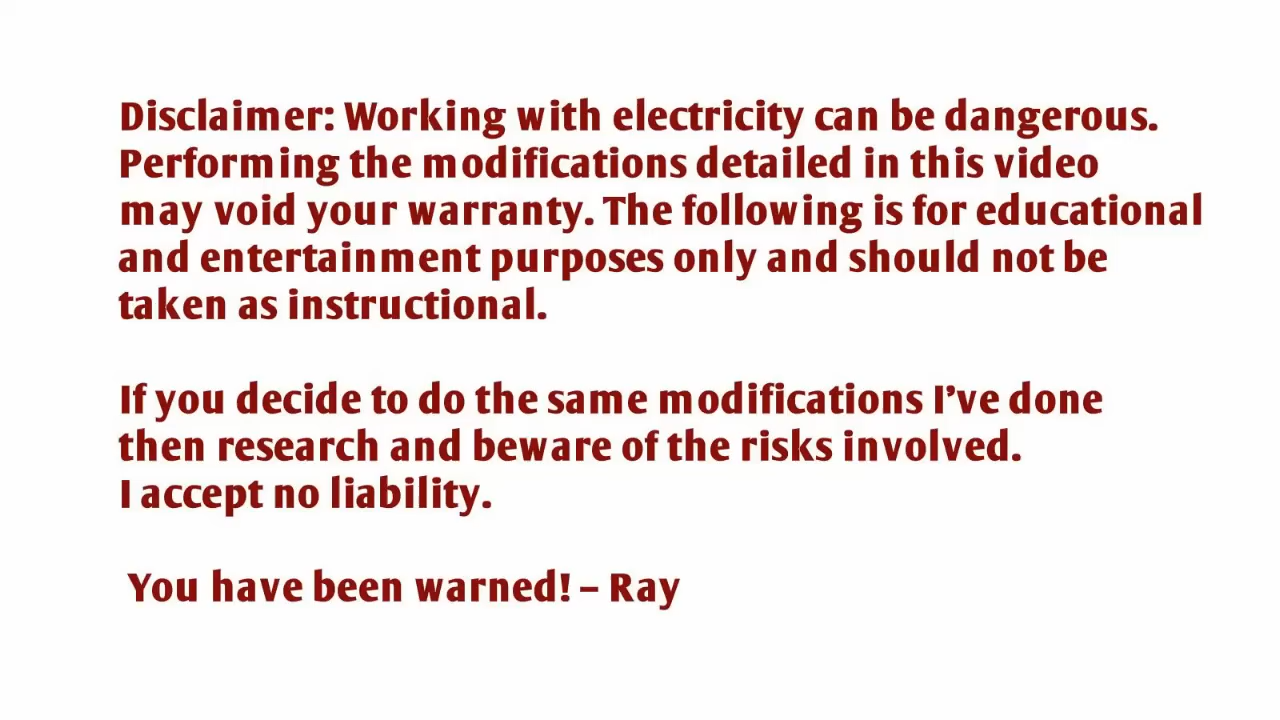 Disclaimer: Working with electricity can be dangerous.
Performing the modifications detailed in this video
may void your warranty. The following is for educational
and entertainment purposes only and should not be
taken as instructional.
If you decide to do the same modifications I've done
then research and beware of the risks involved.
I accept no liability.
You have been warned! – Ray